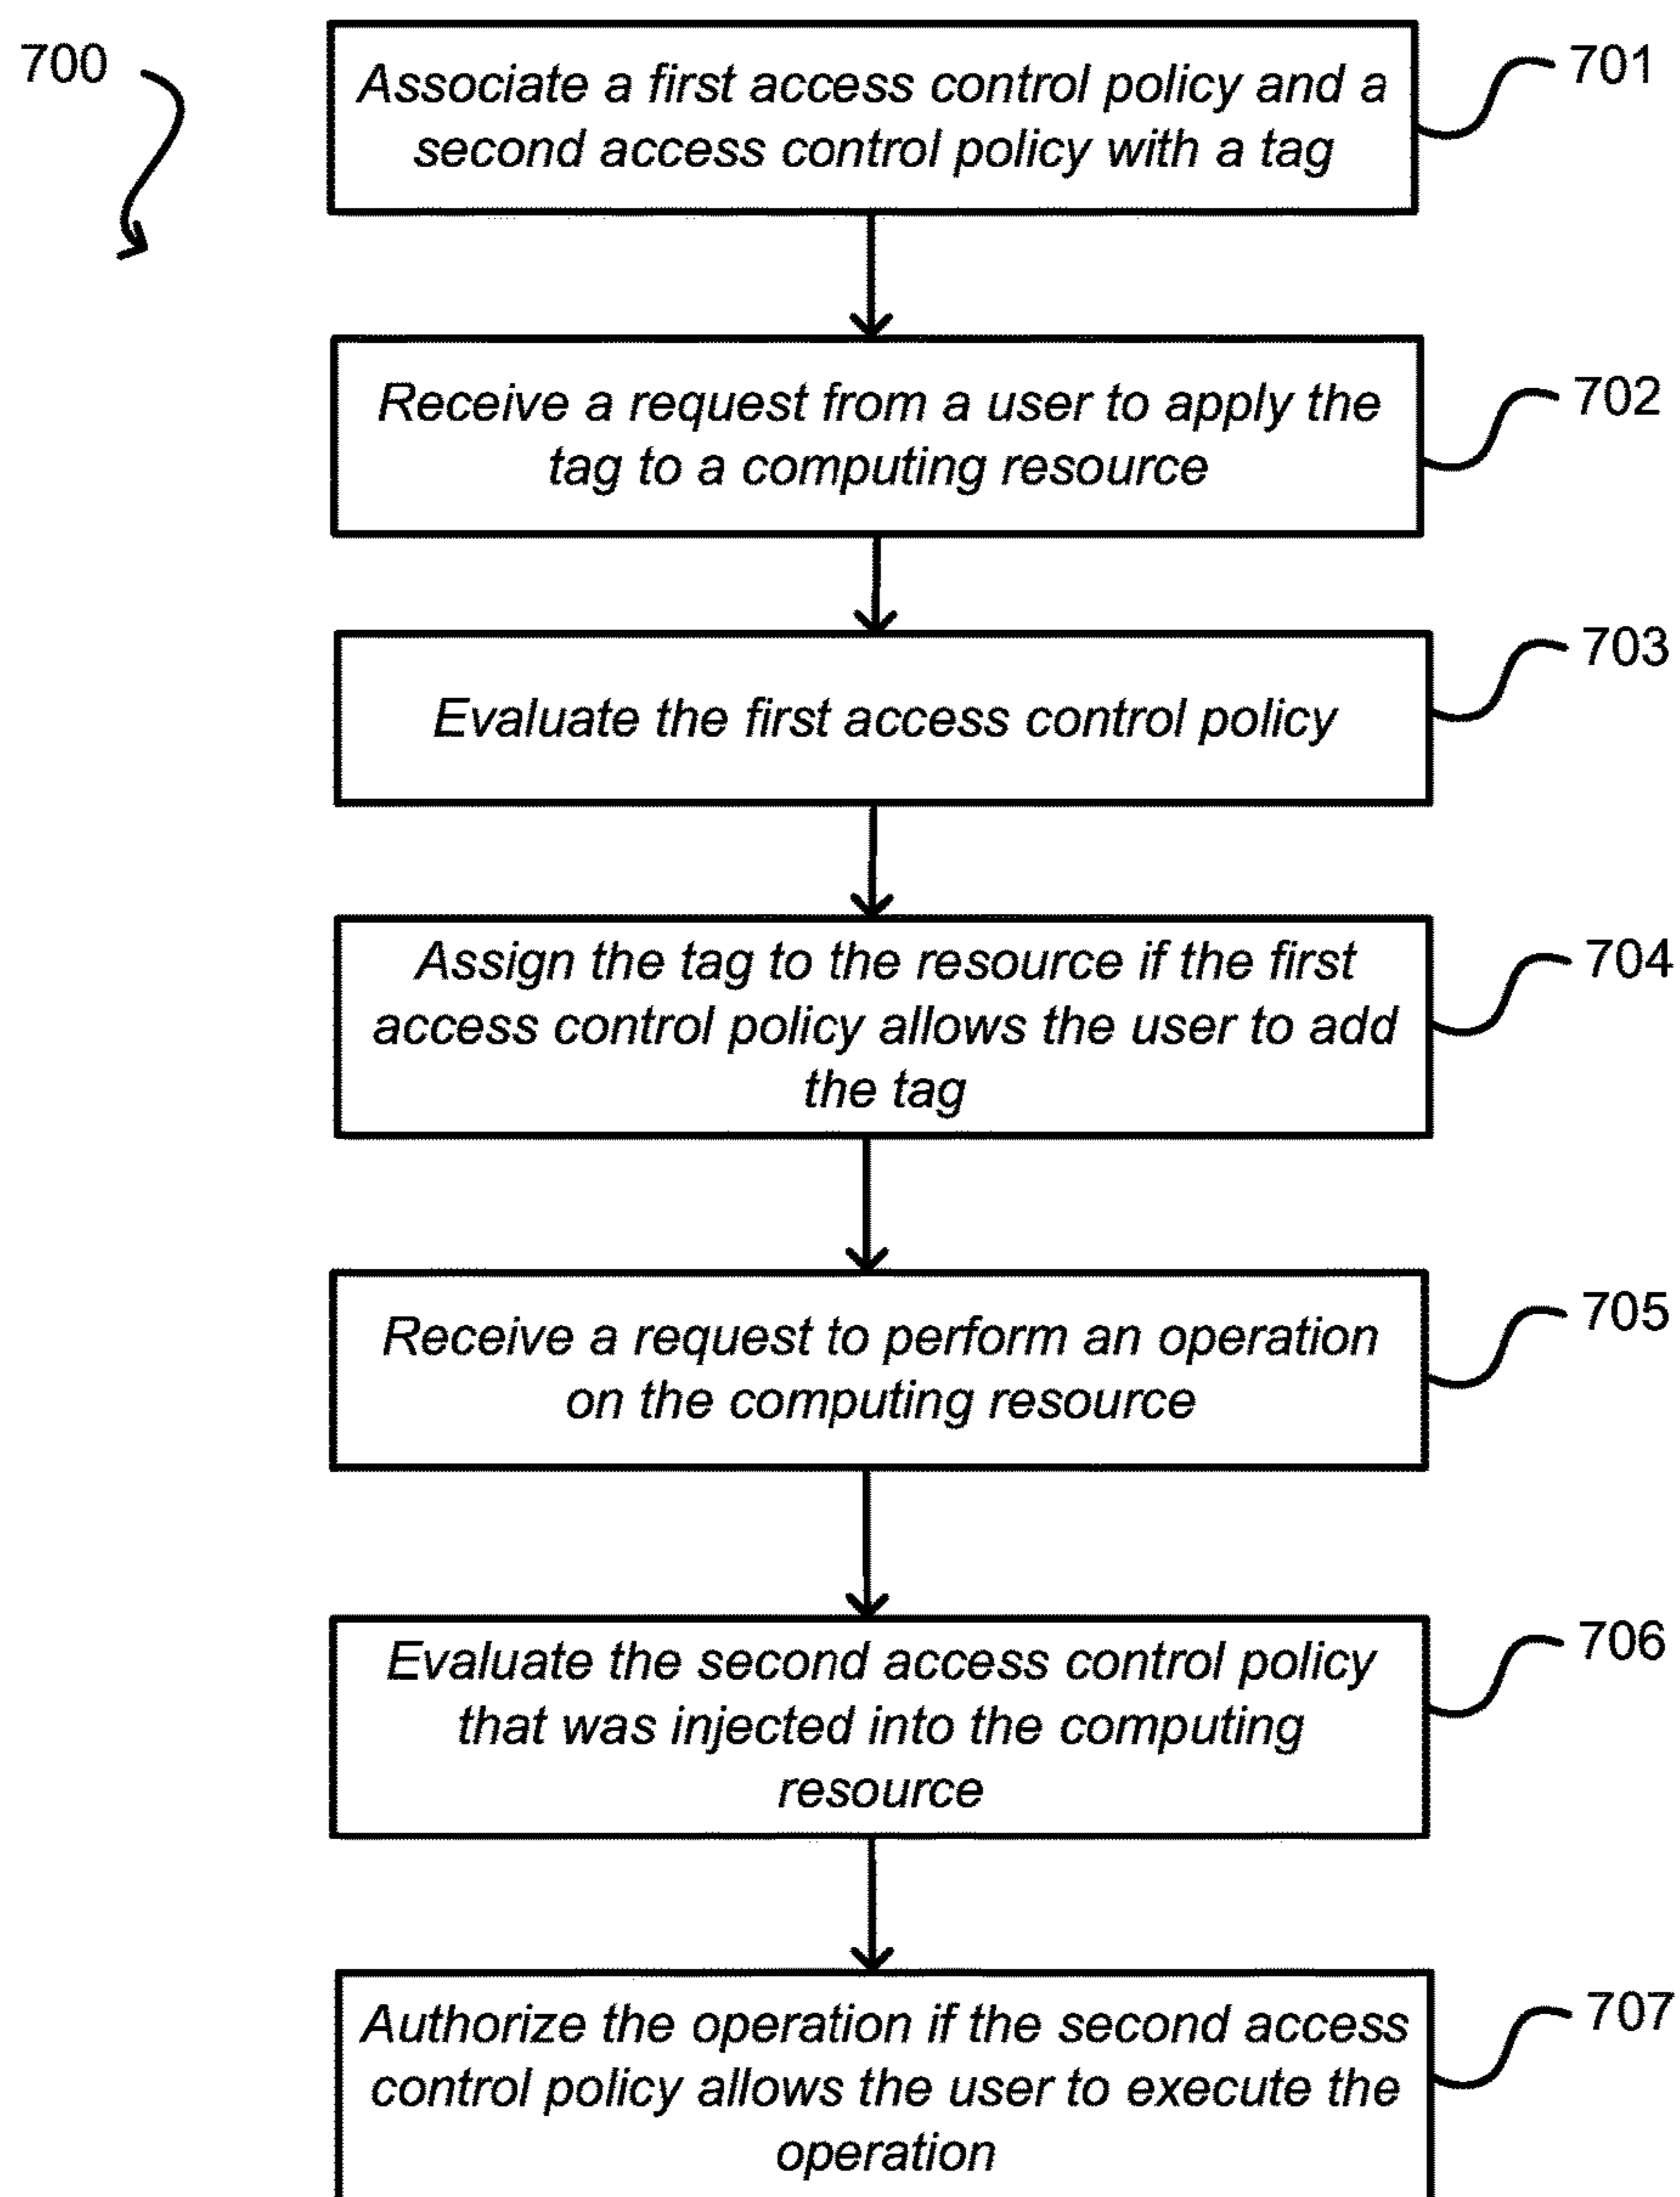 700
Associate a first access control policy and a
second access control policy with a tag
701
Receive a request from a user to apply the
tag to a computing resource
702
Evaluate the first access control policy
703
Assign the tag to the resource if the first
access control policy allows the user to add
the tag
704
Receive a request to perform an operation
on the computing resource
705
Evaluate the second access control policy
that was injected into the computing
resource
706
Authorize the operation if the second access
control policy allows the user to execute the
operation
707